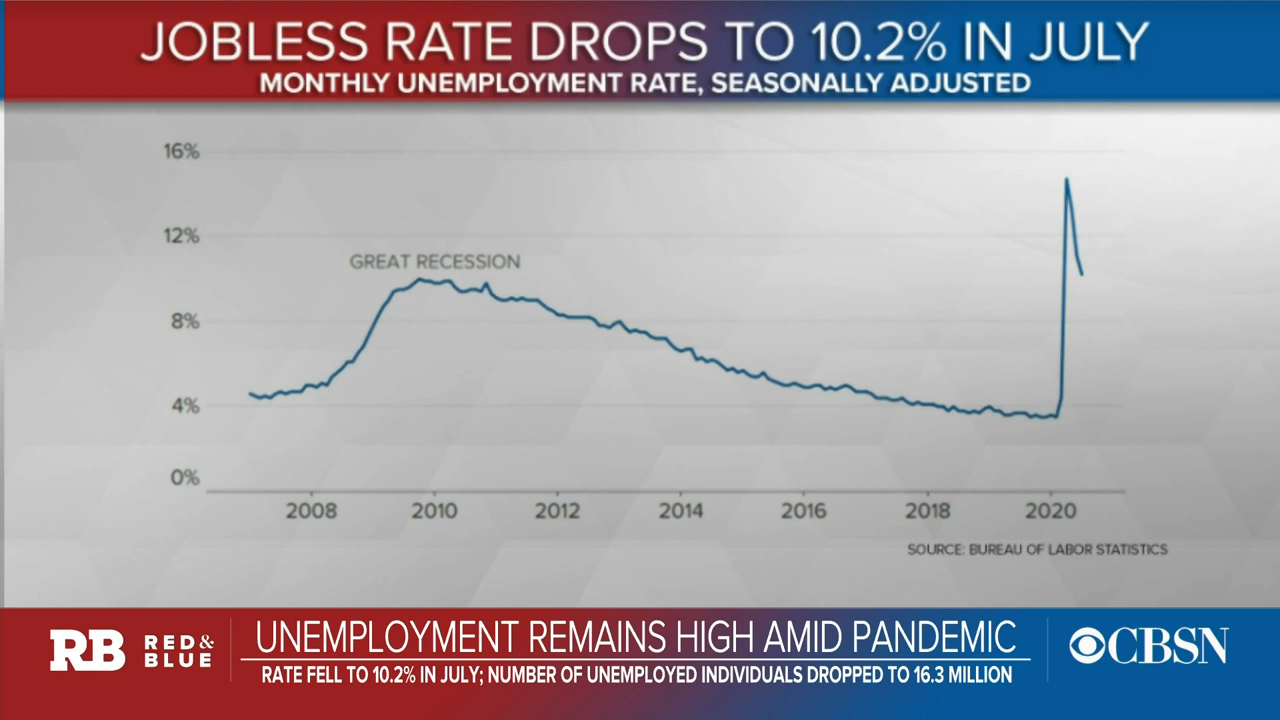 JOBLESS RATE DROPS TO 10.2% IN JULY
MONTHLY UNEMPLOYMENT RATE, SEASONALLY ADJUSTED
16%
12%
GREAT RECESSION
8%
4%
0%
2008 2010 2012 2014 2016 2018 2020
SOURCE: BUREAU OF LABOR STATISTICS
RB RED &
BLUE
UNEMPLOYMENT REMAINS HIGH AMID PANDEMIC
RATE FELL TO 10.2% IN JULY; NUMBER OF UNEMPLOYED INDIVIDUALS DROPPED TO 16.3 MILLION
CBSN